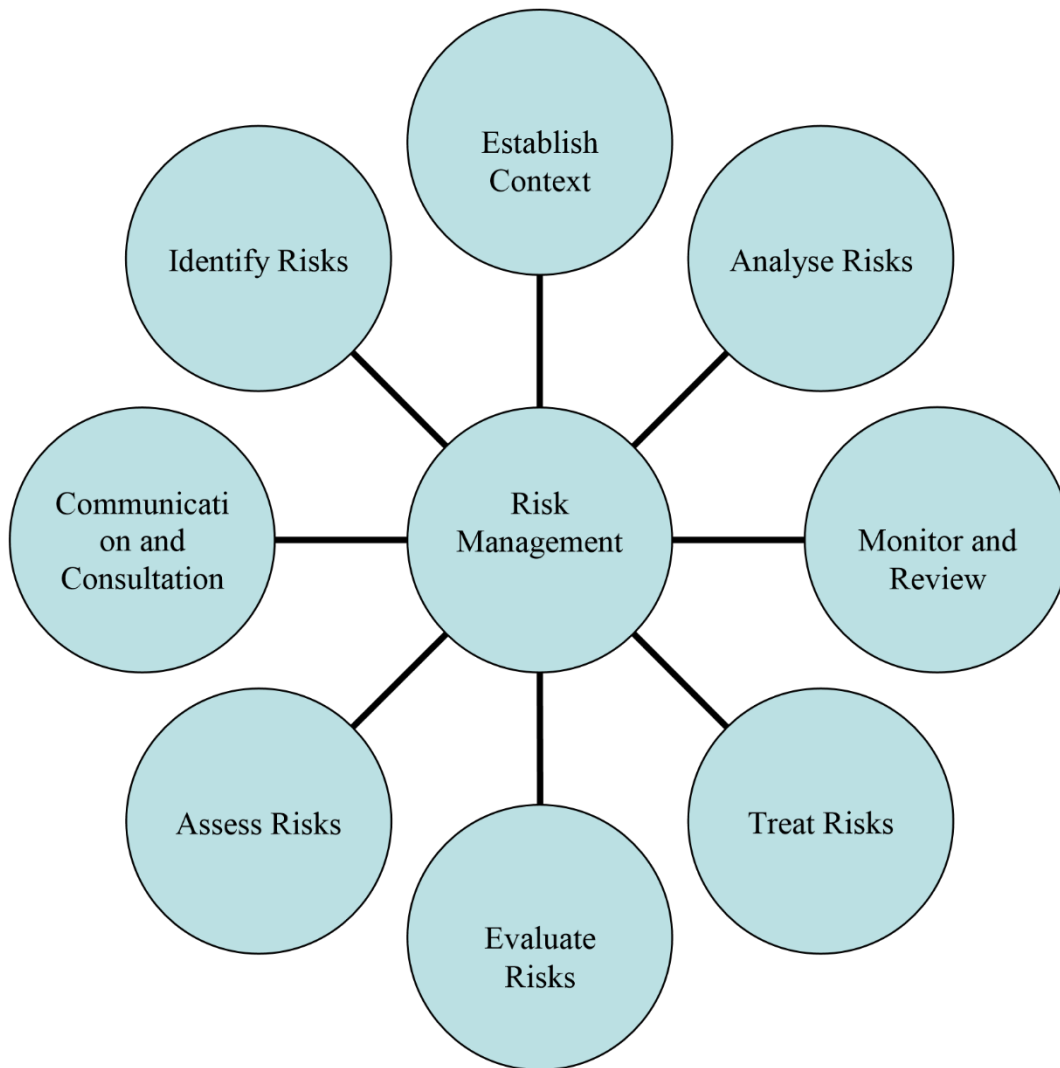 Establish
Context
Identify Risks
Analyse Risks
Communicati
on and
Consultation
Risk
Management
Monitor and
Review
Assess Risks
Treat Risks
Evaluate
Risks